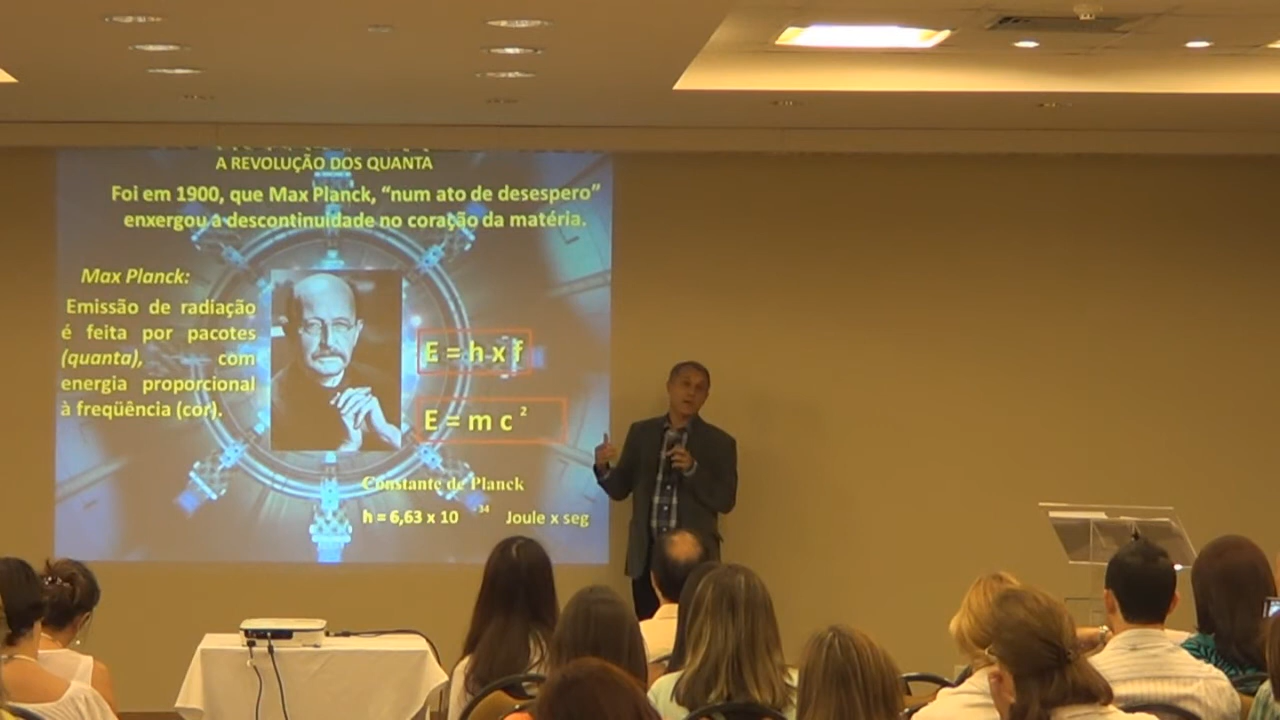 A REVOLUÇÃO DOS QUANTA
Foi em 1900, que Max Planck, “num ato de desespero”
enxergou a descontinuidade no coração da matéria.
Max Planck:
Emissão de radiação
é feita por pacotes
(quanta), com
energia proporcional
à freqüência (cor).
E = h x f
E = m c ²
Constante de Planck
h = 6,63 x 10 ⁻³⁴ Joule x seg